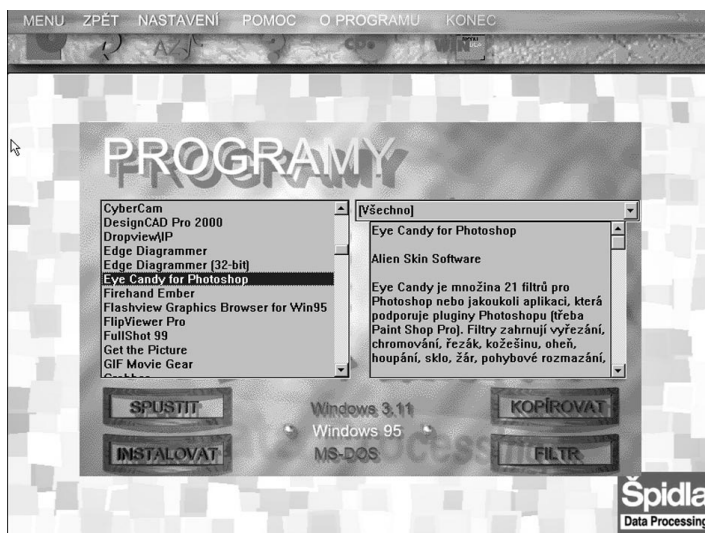 MENU ZPĚT NASTAVENÍ POMOC O PROGRAMU KONEC
PROGRAMY
CyberCam
DesignCAD Pro 2000
Dropview\IP
Edge Diagrammer
Edge Diagrammer (32-bit)
Eye Candy for Photoshop
Firehand Ember
Flashview Graphics Browser for Win95
FlipViewer Pro
FullShot 99
Get the Picture
GIF Movie Gear
[Všechno]
Eye Candy for Photoshop
Alien Skin Software
Eye Candy je množina 21 filtrů pro
Photoshop nebo jakoukoli aplikaci, která
podporuje pluginy Photoshopu (třeba
Paint Shop Pro). Filtry zahrnují vyřezání,
chromování, řezák, kožešinu, oheň,
houpání, sklo, žár, pohybové rozmazání,
SPUSTIT
INSTALOVAT
Windows 3.11
Windows 95
MS-DOS
KOPÍROVAT
FILTR
Špidla
Data Processing